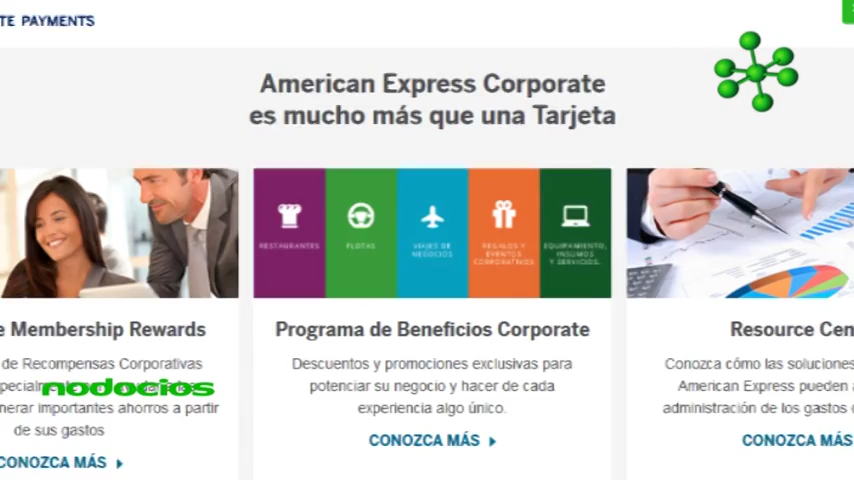 TE PAYMENTS
American Express Corporate
es mucho más que una Tarjeta
RESTAURANTES
FLOTAS
VIAJES DE
NEGOCIOS
REGALOS Y
EVENTOS
CORPORATIVOS
EQUIPAMIENTO,
INSUMOS
Y SERVICIOS.
e Membership Rewards
de Recompensas Corporativas
nodocios
nerar importantes ahorros a partir
de sus gastos
CONOZCA MÁS
Programa de Beneficios Corporate
Descuentos y promociones exclusivas para
potenciar su negocio y hacer de cada
experiencia algo único.
CONOZCA MÁS
Resource Cen
Conozca cómo las soluciones
American Express pueden a
administración de los gastos
CONOZCA MÁS